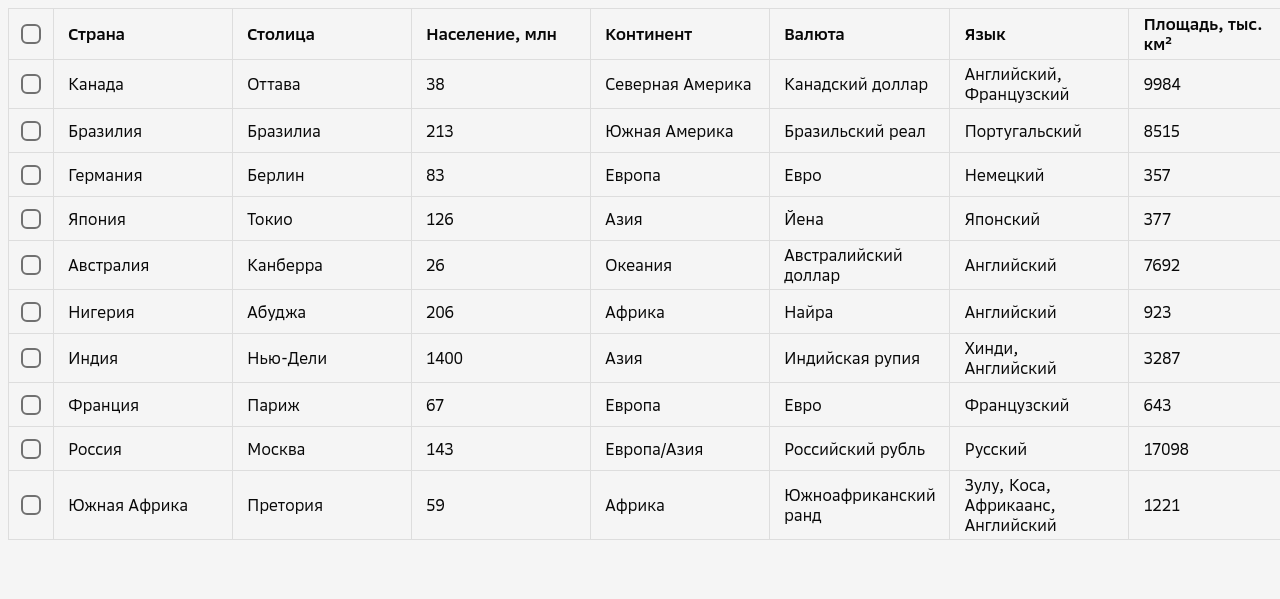 Страна Столица Население, млн Континент Валюта Язык Площадь, тыс. км²
Канада Оттава 38 Северная Америка Канадский доллар Английский, Французский 9984
Бразилия Бразилиа 213 Южная Америка Бразильский реал Португальский 8515
Германия Берлин 83 Европа Евро Немецкий 357
Япония Токио 126 Азия Йена Японский 377
Австралия Канберра 26 Океания Австралийский доллар Английский 7692
Нигерия Абуджа 206 Африка Найра Английский 923
Индия Нью-Дели 1400 Азия Индийская рупия Хинди, Английский 3287
Франция Париж 67 Европа Евро Французский 643
Россия Москва 143 Европа/Азия Российский рубль Русский 17098
Южная Африка Претория 59 Африка Южноафриканский ранд Зулу, Коса, Африкаанс, Английский 1221